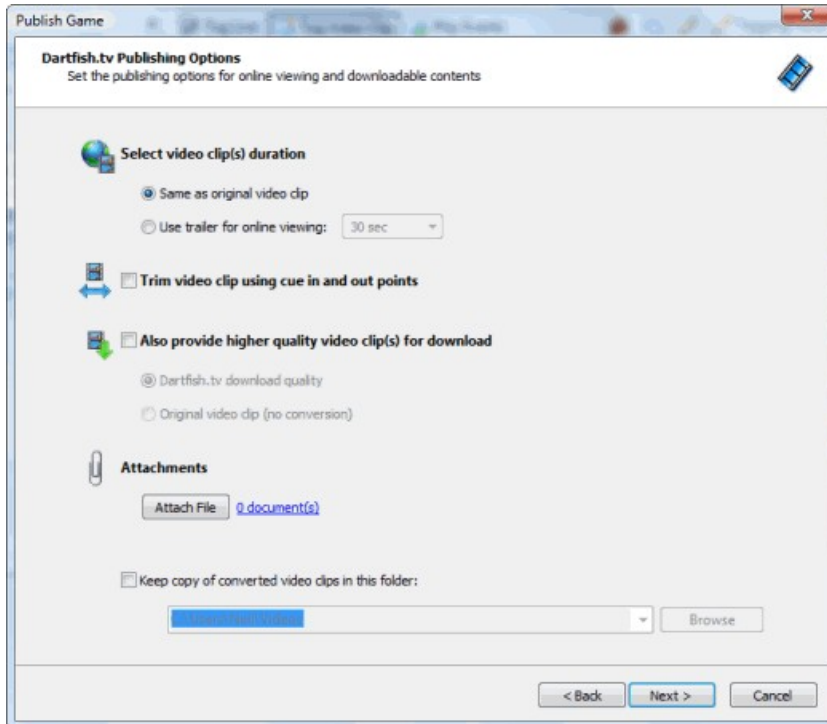 Publish Game
Dartfish.tv Publishing Options
Set the publishing options for online viewing and downloadable contents
Select video clip(s) duration
Same as original video clip
Use trailer for online viewing: 30 sec
Trim video clip using cue in and out points
Also provide higher quality video clip(s) for download
Dartfish.tv download quality
Original video clip (no conversion)
Attachments
Attach File 0 document(s)
Keep copy of converted video clips in this folder:
Browse
< Back Next > Cancel